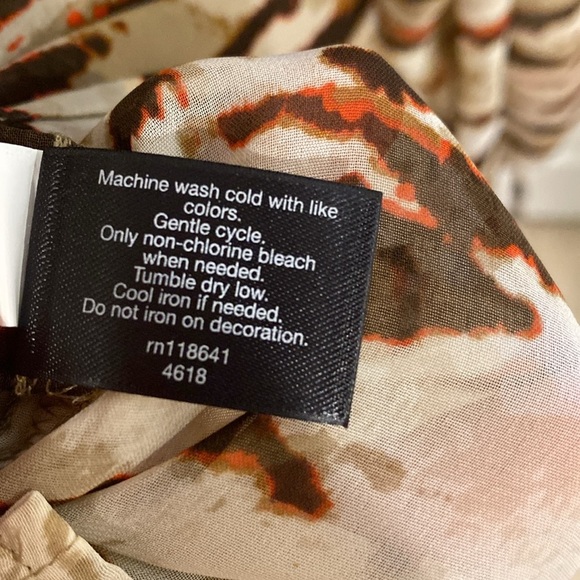 Machine wash cold with like
colors.
Gentle cycle.
Only non-chlorine bleach
when needed.
Tumble dry low.
Cool iron if needed.
Do not iron on decoration.
rn118641
4618